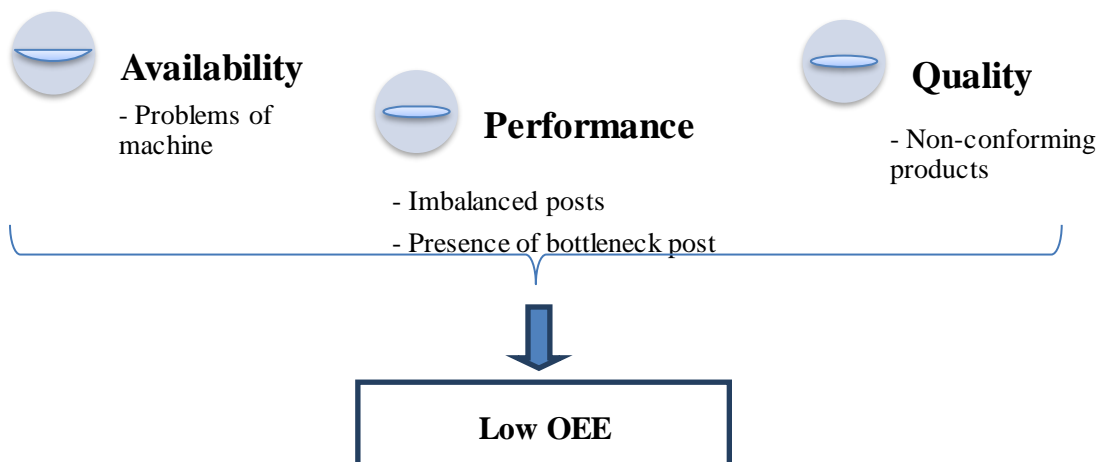 Availability
- Problems of
machine
Performance
- Imbalanced posts
- Presence of bottleneck post
Quality
- Non-conforming
products
Low OEE